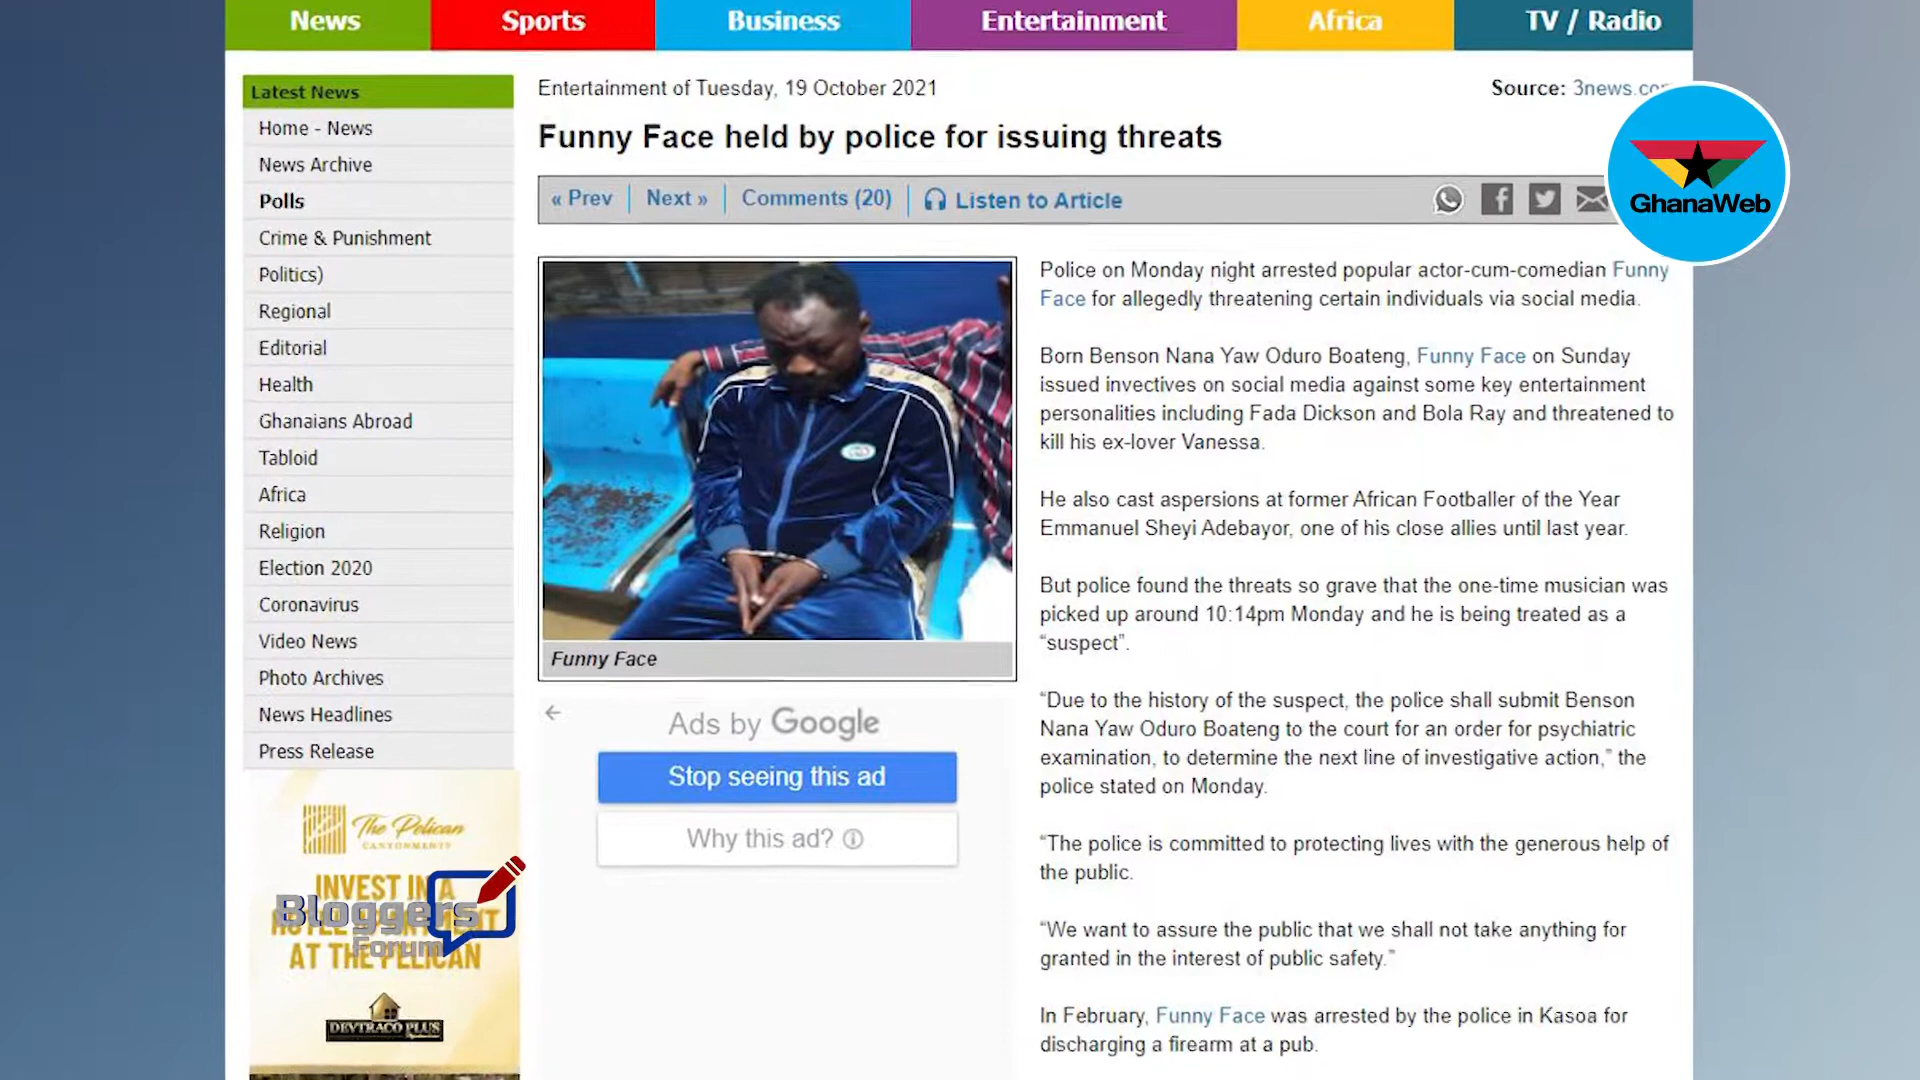 News Sports Business Entertainment Africa TV / Radio
Latest News
Home - News
News Archive
Polls
Crime & Punishment
Politics)
Regional
Editorial
Health
Ghanaians Abroad
Tabloid
Africa
Religion
Election 2020
Coronavirus
Video News
Photo Archives
News Headlines
Press Release
The Pelican
CANTONMENTS
INVEST IN A
AT THE PELICAN
Bloggers
Forum
DEVTRACO PLUS
Entertainment of Tuesday, 19 October 2021
Source: 3news.co
GhanaWeb
Funny Face held by police for issuing threats
« Prev Next » Comments (20) Listen to Article
Funny Face
Ads by Google
Stop seeing this ad
Why this ad?
Police on Monday night arrested popular actor-cum-comedian Funny
Face for allegedly threatening certain individuals via social media.
Born Benson Nana Yaw Oduro Boateng, Funny Face on Sunday
issued invectives on social media against some key entertainment
personalities including Fada Dickson and Bola Ray and threatened to
kill his ex-lover Vanessa.
He also cast aspersions at former African Footballer of the Year
Emmanuel Sheyi Adebayor, one of his close allies until last year.
But police found the threats so grave that the one-time musician was
picked up around 10:14pm Monday and he is being treated as a
“suspect”.
“Due to the history of the suspect, the police shall submit Benson
Nana Yaw Oduro Boateng to the court for an order for psychiatric
examination, to determine the next line of investigative action,” the
police stated on Monday.
“The police is committed to protecting lives with the generous help of
the public.
“We want to assure the public that we shall not take anything for
granted in the interest of public safety.”
In February, Funny Face was arrested by the police in Kasoa for
discharging a firearm at a pub.